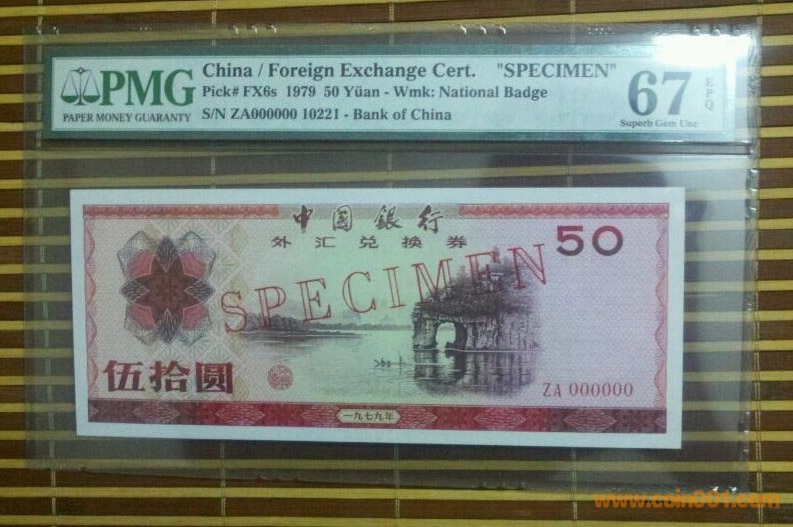 PMG
PAPER MONEY GUARANTY
China / Foreign Exchange Cert. "SPECIMEN"
Pick# FX6s 1979 50 Yüan - Wmk: National Badge
S/N ZA000000 10221 - Bank of China
67
EPQ
Superb Gem Unc
中国银行
外汇兑换券
50
SPECIMEN
伍拾圆
ZA 000000
一九七九年
www.coin001.com